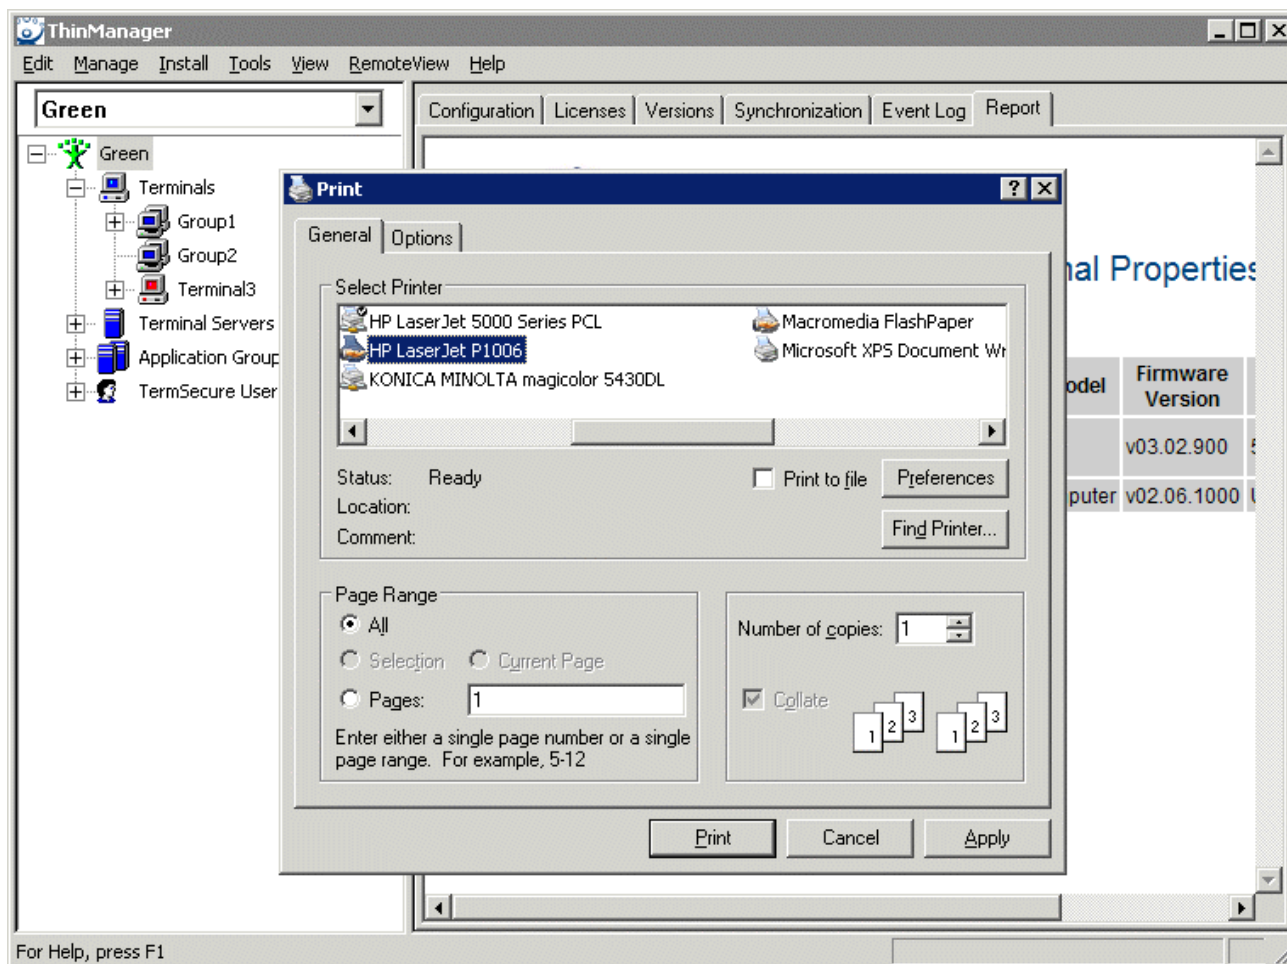 ThinManager
Edit Manage Install Tools View RemoteView Help
Green
Configuration Licenses Versions Synchronization Event Log Report
Green
Terminals
Group1
Group2
Terminal3
Terminal Servers
Application Group
TermSecure User
Print
General Options
Select Printer
HP LaserJet 5000 Series PCL
HP LaserJet P1006
KONICA MINOLTA magicolor 5430DL
Macromedia FlashPaper
Microsoft XPS Document Wr
Status: Ready
Location:
Comment:
Print to file
Preferences
Find Printer...
Page Range
All
Selection Current Page
Pages: 1
Enter either a single page number or a single
page range. For example, 5-12
Number of copies: 1
Collate
1 2 3 1 2 3
Print Cancel Apply
nal Properties
odel
Firmware
Version
v03.02.900
puter v02.06.1000
For Help, press F1